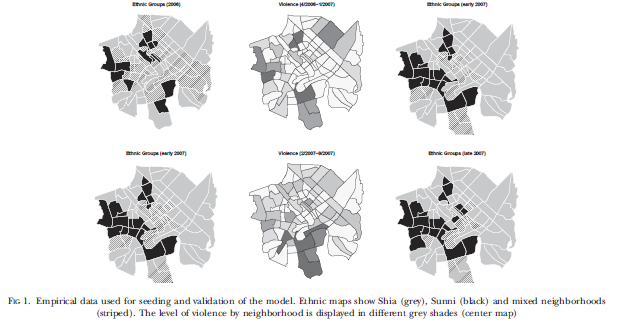 Ethnic Groups (2006)
Violence (4/2006-1/2007)
Ethnic Groups (early 2007)
Ethnic Groups (early 2007)
Violence (2/2007-9/2007)
Ethnic Groups (late 2007)
FIG 1. Empirical data used for seeding and validation of the model. Ethnic maps show Shia (grey), Sunni (black) and mixed neighborhoods
(striped). The level of violence by neighborhood is displayed in different grey shades (center map)